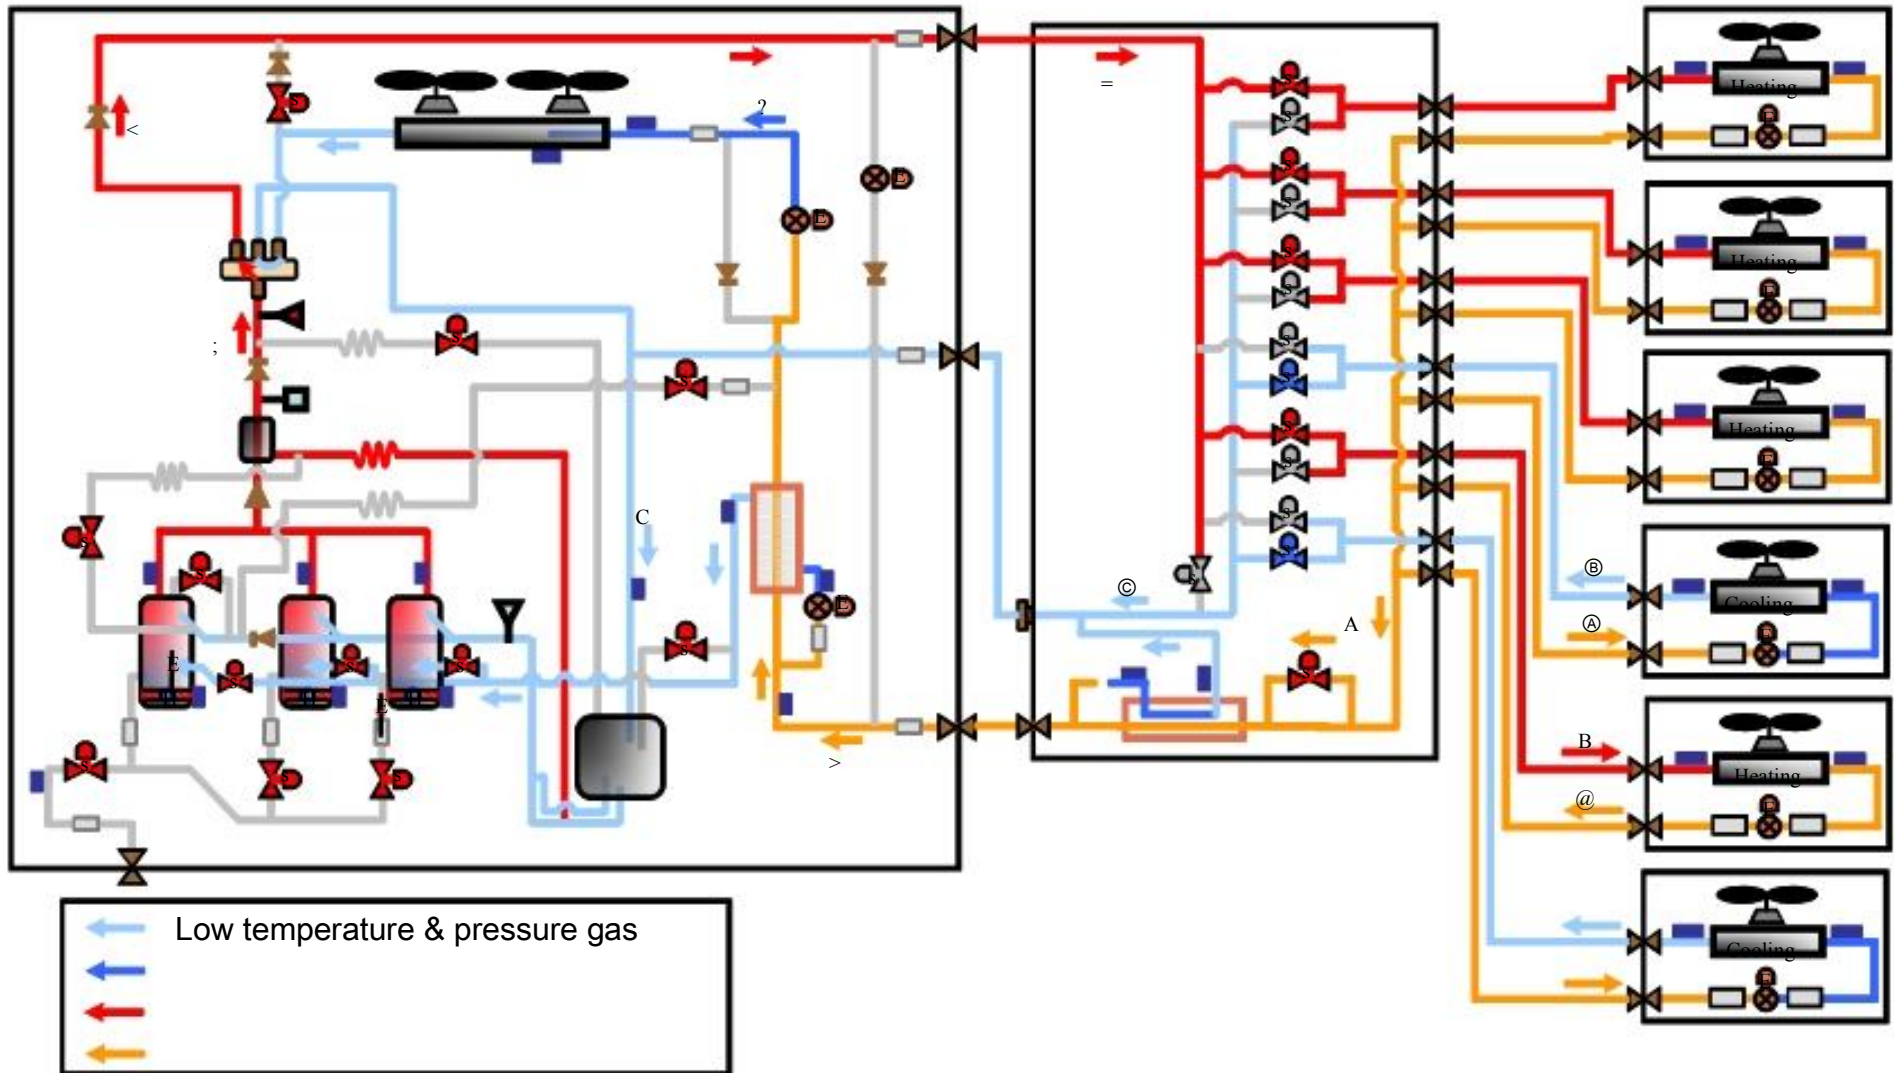 ?
=
<
Heating
E
E
E
Heating
E
;
Heating
E
C
Ⓑ
Cooling
Ⓒ
Ⓐ
E
A
E
E
E
B
Heating
@
E
>
Cooling
E
Low temperature & pressure gas